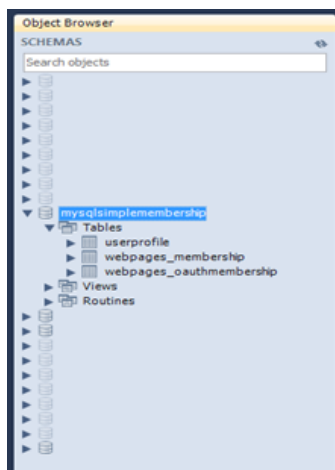 Object Browser
SCHEMAS
Search objects
mysqlsimplemembership
Tables
userprofile
webpages_membership
webpages_oauthmembership
Views
Routines